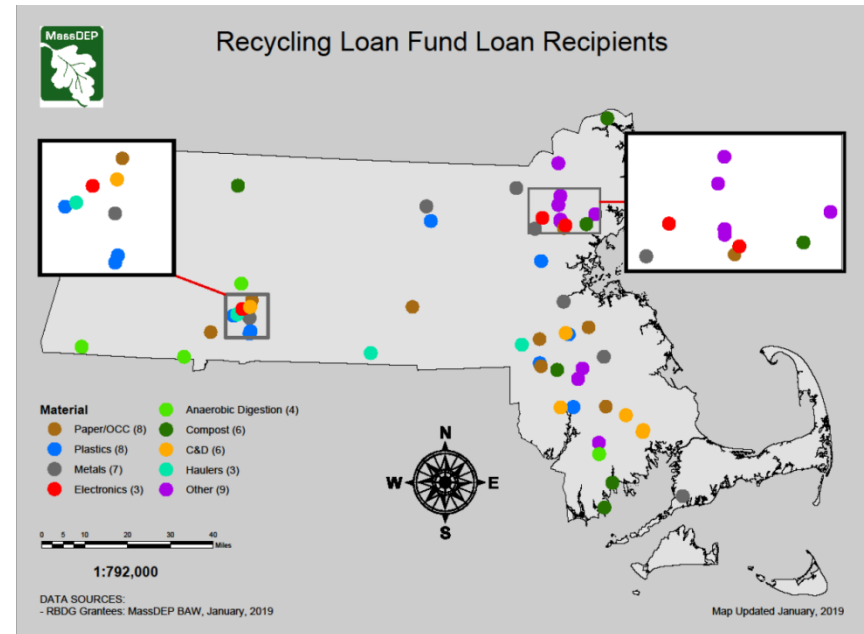 MassDEP
Recycling Loan Fund Loan Recipients
Material
Paper/OCC (8)
Plastics (8)
Metals (7)
Electronics (3)
Anaerobic Digestion (4)
Compost (6)
C&D (6)
Haulers (3)
Other (9)
N
W E
S
0 5 10 20 30 40
Miles
1:792,000
DATA SOURCES:
- RBDG Grantees: MassDEP BAW, January, 2019
Map Updated January, 2019